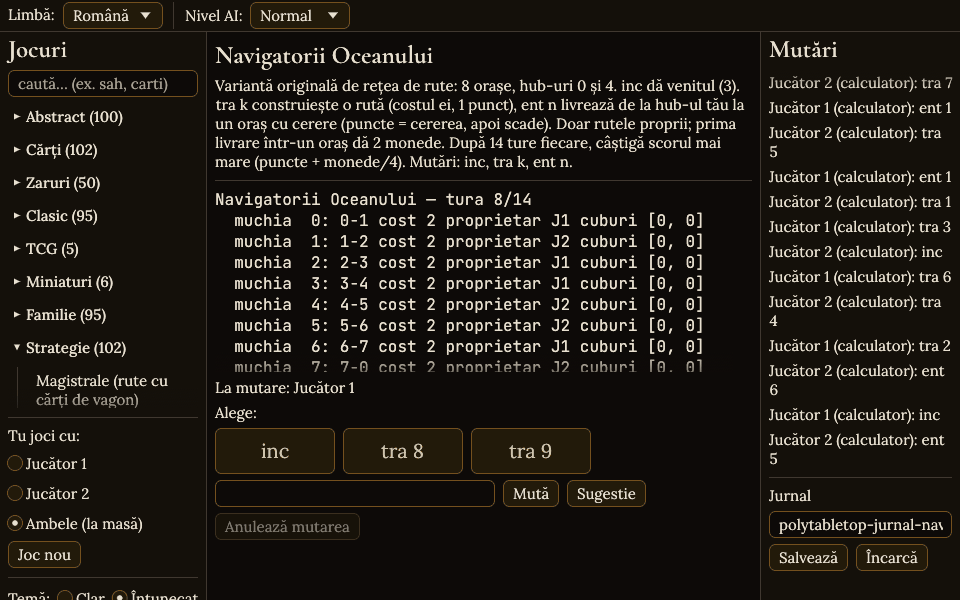 Limbă: Română Nivel AI: Normal
Jocuri
caută... (ex. sah, carti)
Abstract (100)
Cărți (102)
Zaruri (50)
Clasic (95)
TCG (5)
Miniaturi (6)
Familie (95)
Strategie (102)
Magistrale (rute cu
cărți de vagon)
Tu joci cu:
Jucător 1
Jucător 2
Ambele (la masă)
Joc nou
Temă: Clar Întunecat
Navigatorii Oceanului
Variantă originală de rețea de rute: 8 orașe, hub-uri 0 și 4. inc dă venitul (3).
tra k construiește o rută (costul ei, 1 punct), ent n livrează de la hub-ul tău la
un oraș cu cerere (puncte = cererea, apoi scade). Doar rutele proprii; prima
livrare într-un oraș dă 2 monede. După 14 ture fiecare, câștigă scorul mai
mare (puncte + monede/4). Mutări: inc, tra k, ent n.
Navigatorii Oceanului — tura 8/14
muchia 0: 0-1 cost 2 proprietar J1 cuburi [0, 0]
muchia 1: 1-2 cost 2 proprietar J2 cuburi [0, 0]
muchia 2: 2-3 cost 2 proprietar J1 cuburi [0, 0]
muchia 3: 3-4 cost 2 proprietar J1 cuburi [0, 0]
muchia 4: 4-5 cost 2 proprietar J2 cuburi [0, 0]
muchia 5: 5-6 cost 2 proprietar J2 cuburi [0, 0]
muchia 6: 6-7 cost 2 proprietar J1 cuburi [0, 0]
muchia 7: 7-0 cost 2 proprietar J2 cuburi [0, 0]
La mutare: Jucător 1
Alege:
inc tra 8 tra 9
Mută Sugestie
Anulează mutarea
Mutări
Jucător 2 (calculator): tra 7
Jucător 1 (calculator): ent 1
Jucător 2 (calculator): tra
5
Jucător 1 (calculator): ent 1
Jucător 2 (calculator): tra 1
Jucător 1 (calculator): tra 3
Jucător 2 (calculator): inc
Jucător 1 (calculator): tra 6
Jucător 2 (calculator): tra
4
Jucător 1 (calculator): tra 2
Jucător 2 (calculator): ent
6
Jucător 1 (calculator): inc
Jucător 2 (calculator): ent
5
Jurnal
polytabletop-jurnal-nav
Salvează Încarcă